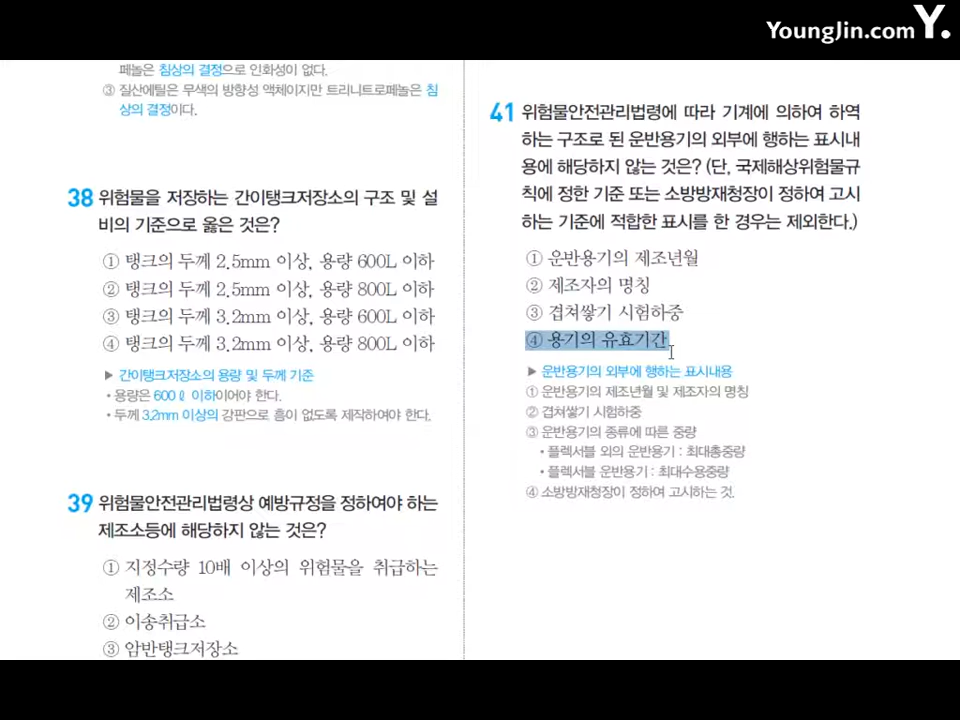 YoungJin.com Y.
페놀은 침상의 결정으로 인화성이 없다.
③ 질산에틸은 무색의 방향성 액체이지만 트리니트로페놀은 침
상의 결정이다.
38 위험물을 저장하는 간이탱크저장소의 구조 및 설
비의 기준으로 옳은 것은?
① 탱크의 두께 2.5mm 이상, 용량 600L 이하
② 탱크의 두께 2.5mm 이상, 용량 800L 이하
③ 탱크의 두께 3.2mm 이상, 용량 600L 이하
④ 탱크의 두께 3.2mm 이상, 용량 800L 이하
▶ 간이탱크저장소의 용량 및 두께 기준
• 용량은 600ℓ 이하이어야 한다.
• 두께 3.2mm 이상의 강판으로 흠이 없도록 제작하여야 한다.
39 위험물안전관리법령상 예방규정을 정하여야 하는
제조소등에 해당하지 않는 것은?
① 지정수량 10배 이상의 위험물을 취급하는
제조소
② 이송취급소
③ 암반탱크저장소
41 위험물안전관리법령에 따라 기계에 의하여 하역
하는 구조로 된 운반용기의 외부에 행하는 표시내
용에 해당하지 않는 것은? (단, 국제해상위험물규
칙에 정한 기준 또는 소방방재청장이 정하여 고시
하는 기준에 적합한 표시를 한 경우는 제외한다.)
① 운반용기의 제조년월
② 제조자의 명칭
③ 겹쳐쌓기 시험하중
④ 용기의 유효기간
▶ 운반용기의 외부에 행하는 표시내용
① 운반용기의 제조년월 및 제조자의 명칭
② 겹쳐쌓기 시험하중
③ 운반용기의 종류에 따른 중량
• 플렉서블 외의 운반용기 : 최대총중량
• 플렉서블 운반용기 : 최대수용중량
④ 소방방재청장이 정하여 고시하는 것.